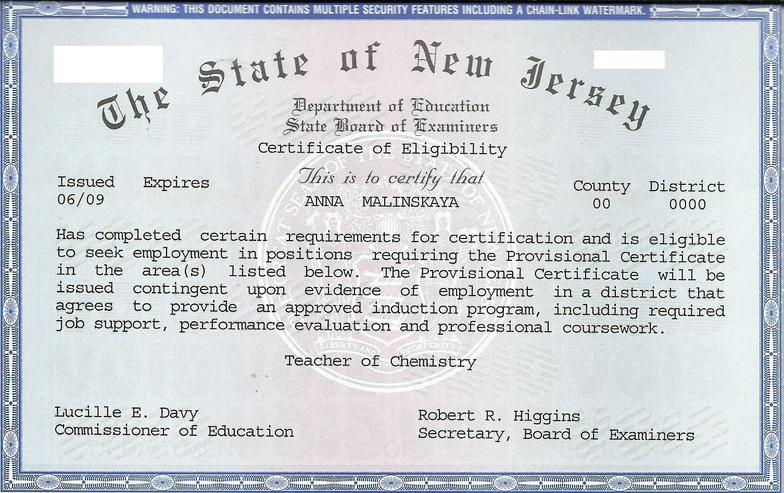 WARNING: THIS DOCUMENT CONTAINS MULTIPLE SECURITY FEATURES INCLUDING A CHAIN-LINK WATERMARK.
The State of New Jersey
Department of Education
State Board of Examiners
Certificate of Eligibility
This is to certify that
Issued Expires
06/09
ANNA MALINSKAYA
County District
00 0000
Has completed certain requirements for certification and is eligible
to seek employment in positions requiring the Provisional Certificate
in the area(s) listed below. The Provisional Certificate will be
issued contingent upon evidence of employment in a district that
agrees to provide an approved induction program, including required
job support, performance evaluation and professional coursework.
Teacher of Chemistry
Lucille E. Davy
Commissioner of Education
Robert R. Higgins
Secretary, Board of Examiners